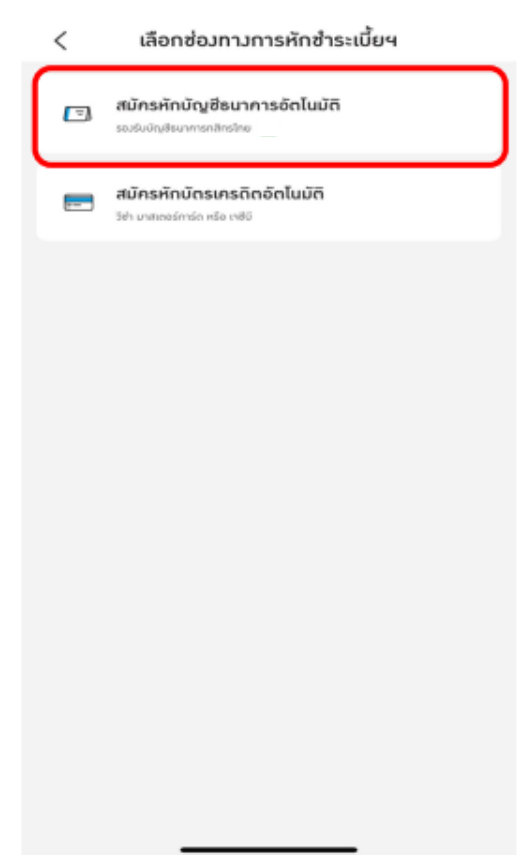 เลือกช่องทางการหักชำระเบี้ยฯ
สมัครหักบัญชีธนาคารอัตโนมัติ
รองรับบัญชีธนาคารกสิกรไทย
สมัครหักบัตรเครดิตอัตโนมัติ
วีซ่า มาสเตอร์การ์ด หรือ เจซีบี